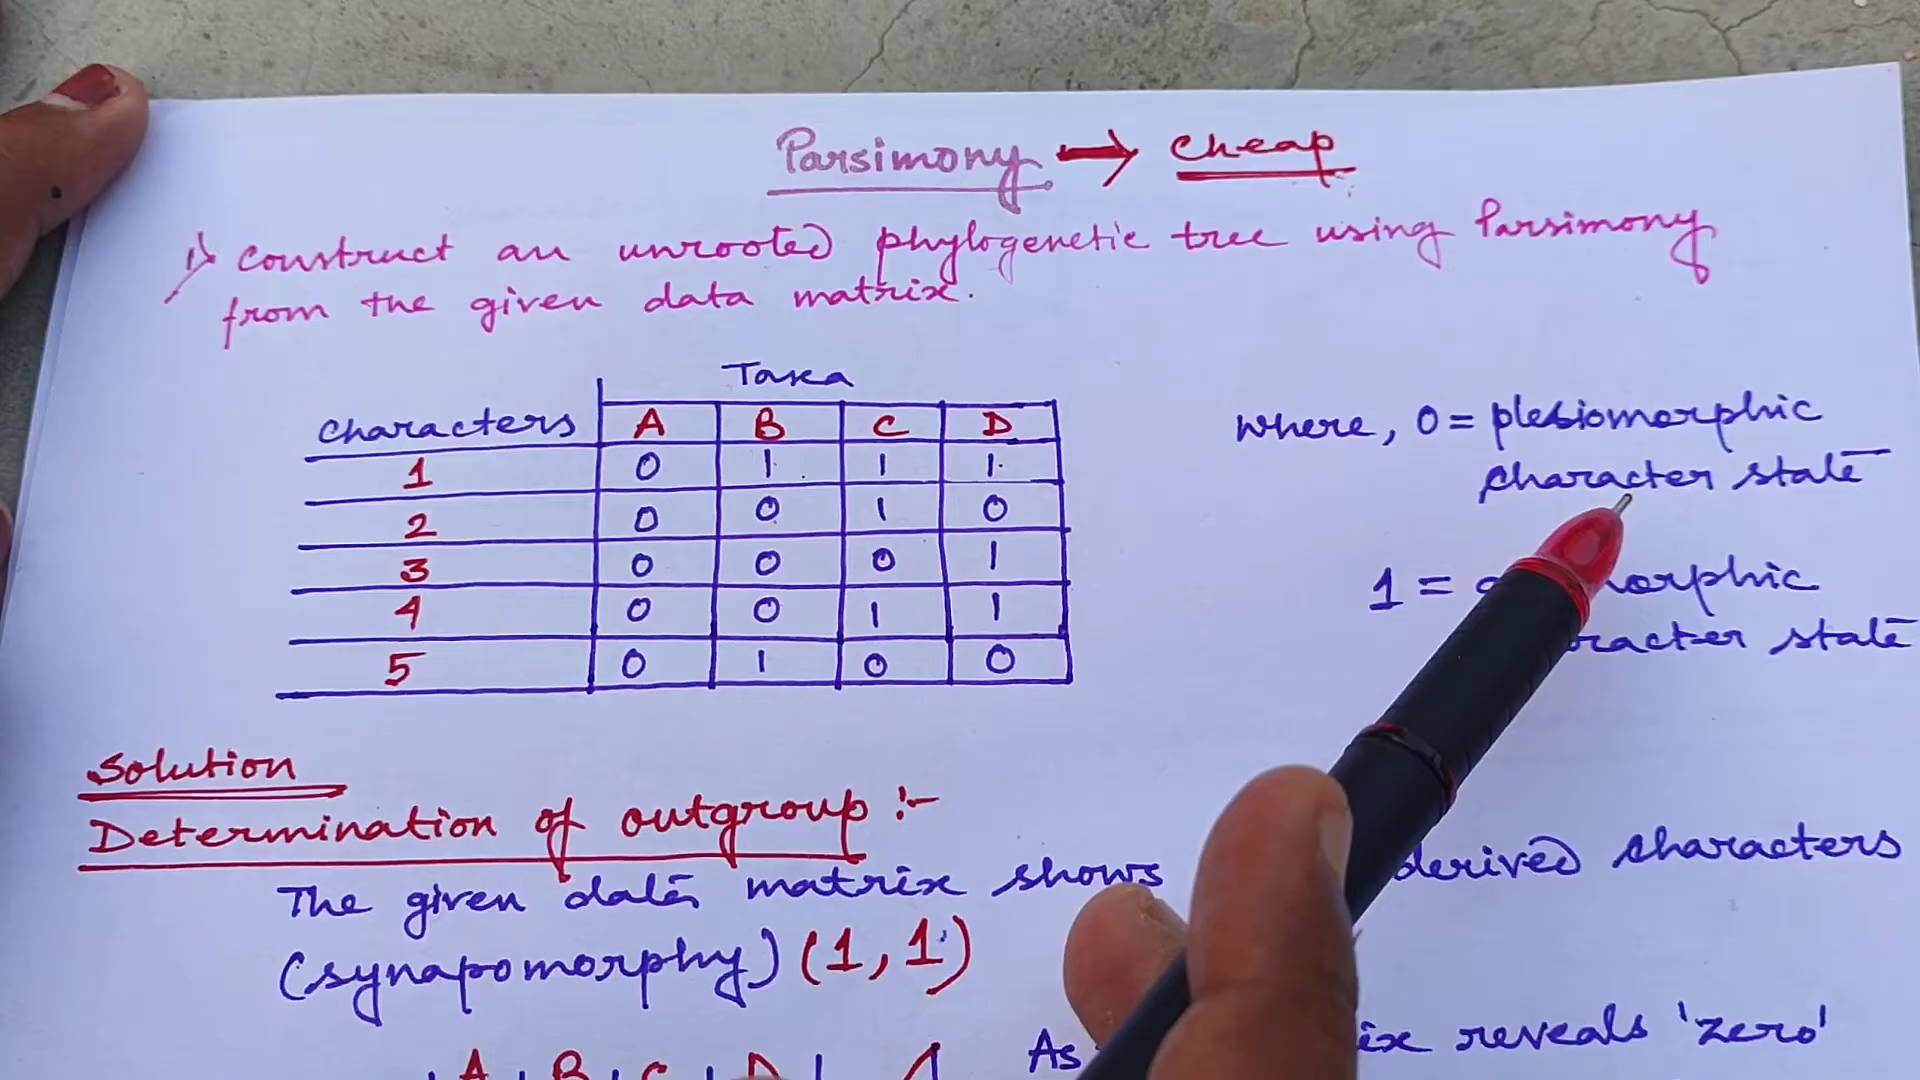 Parsimony → Cheap
1) Construct an unrooted phylogenetic tree using Parsimony
from the given data matrix.
Taxa
Characters A B C D
1 0 1 1 1
2 0 0 1 0
3 0 0 0 1
4 0 0 1 1
5 0 1 0 0
where, 0 = plesiomorphic
character state
1 = morphic
racter state
Solution
Determination of outgroup :-
The given data matrix shows derived characters
(synapomorphy) (1, 1)
A B C D
As ix reveals 'zero'